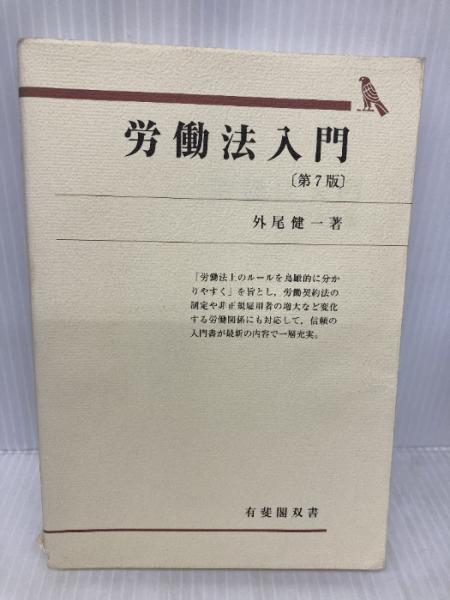 労働法入門
〔第7版〕
外尾健一著
「労働法上のルールを鳥瞰的に分か
りやすく」を旨とし，労働契約法の
制定や非正規雇用者の増大など変化
する労働関係にも対応して，信頼の
入門書が最新の内容で一層充実。
有斐閣双書